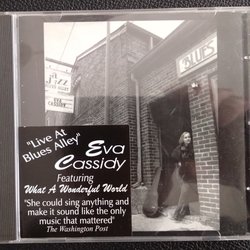 BLUES
EVA
CASSIDY
"Live At
Blues Alley"
Eva
Cassidy
Featuring
What A Wonderful World
"She could sing anything and
make it sound like the only
music that mattered"
The Washington Post